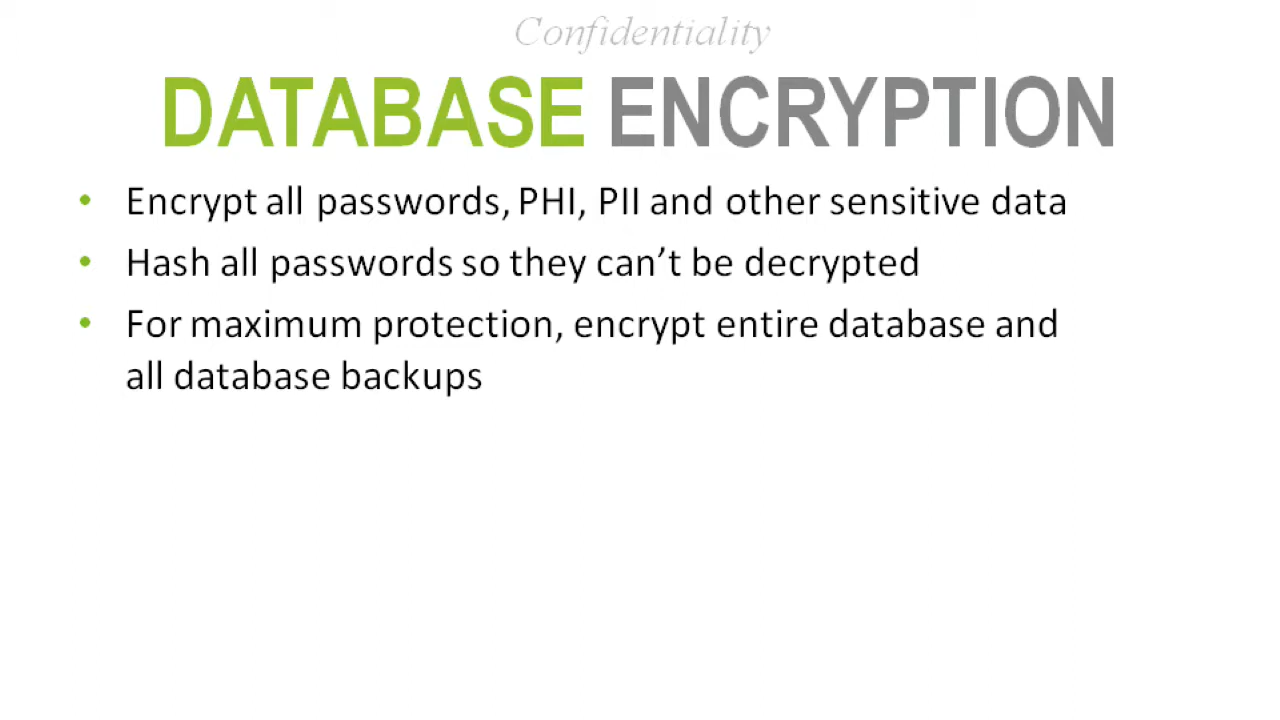 Confidentiality
DATABASE ENCRYPTION
• Encrypt all passwords, PHI, PII and other sensitive data
• Hash all passwords so they can’t be decrypted
• For maximum protection, encrypt entire database and
all database backups